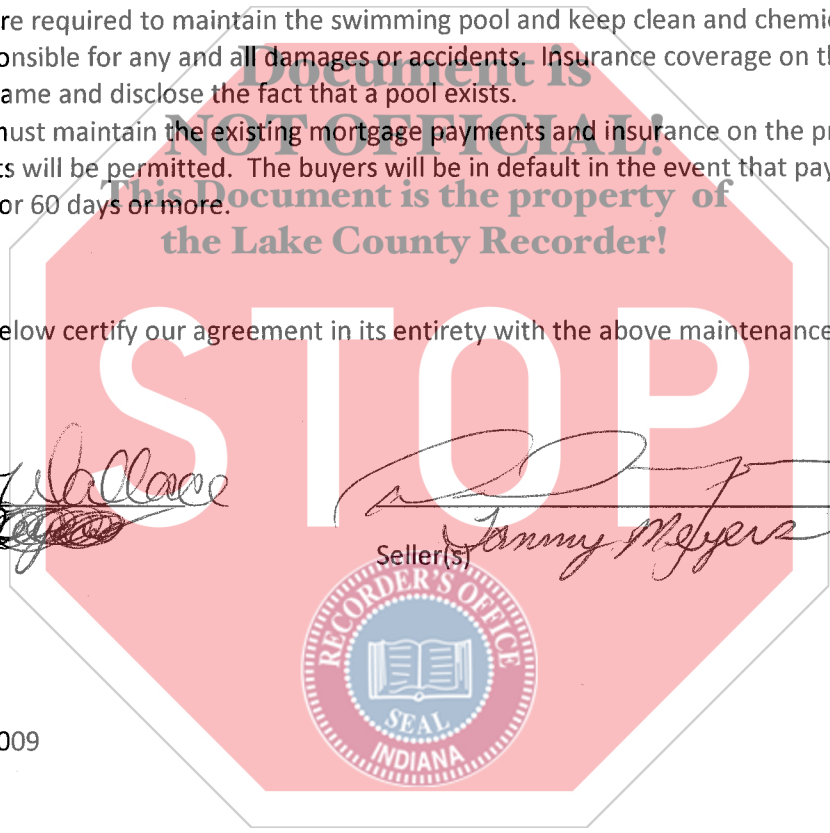 re required to maintain the swimming pool and keep clean and chemic
onsible for any and all damages or accidents. Insurance coverage on th
ame and disclose the fact that a pool exists.
must maintain the existing mortgage payments and insurance on the pr
ts will be permitted. The buyers will be in default in the event that pay
or 60 days or more.
Document is
NOT OFFICIAL!
This Document is the property of
the Lake County Recorder!
STOP
elow certify our agreement in its entirety with the above maintenance
Wallace
Seller(s)
Tammy Meyers
RECORDER'S OFFICE
SEAL
INDIANA
009